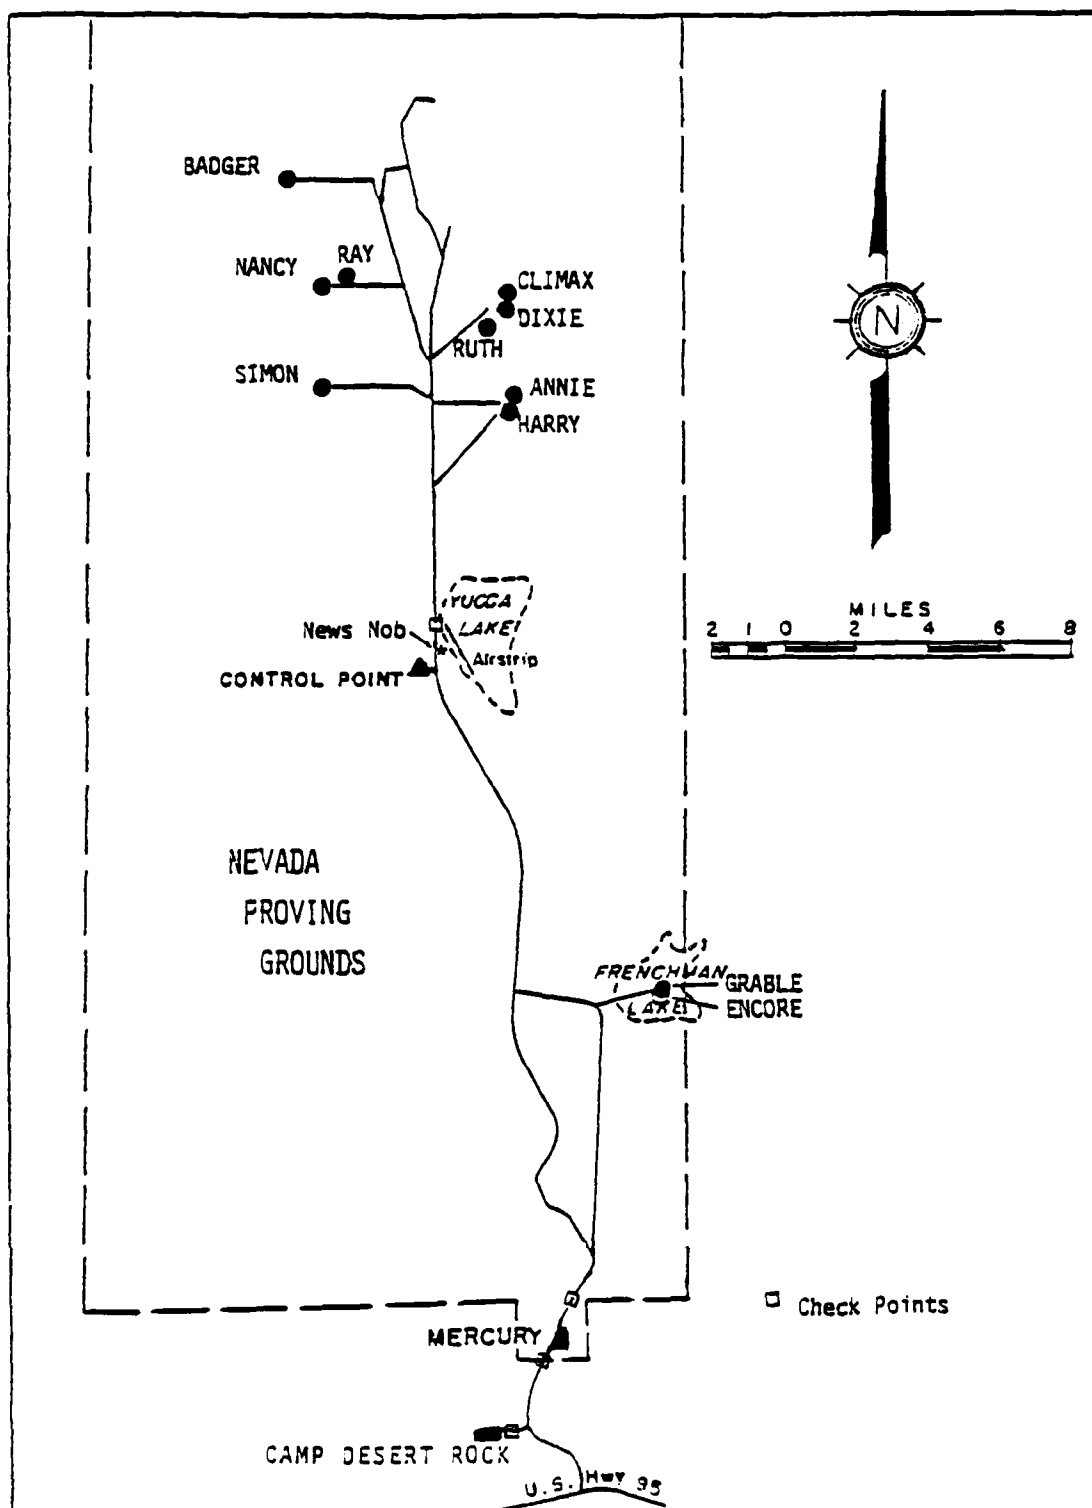 BADGER
RAY
NANCY
CLIMAX
DIXIE
RUTH
SIMON
ANNIE
HARRY
N
MILES
2 1 0 2 4 6 8
YUCCA
LAKE
News Nob
Airstrip
CONTROL POINT
NEVADA
PROVING
GROUNDS
FRENCHMAN
LAKE
GRABLE
ENCORE
Check Points
MERCURY
CAMP DESERT ROCK
U.S. Hwy 95